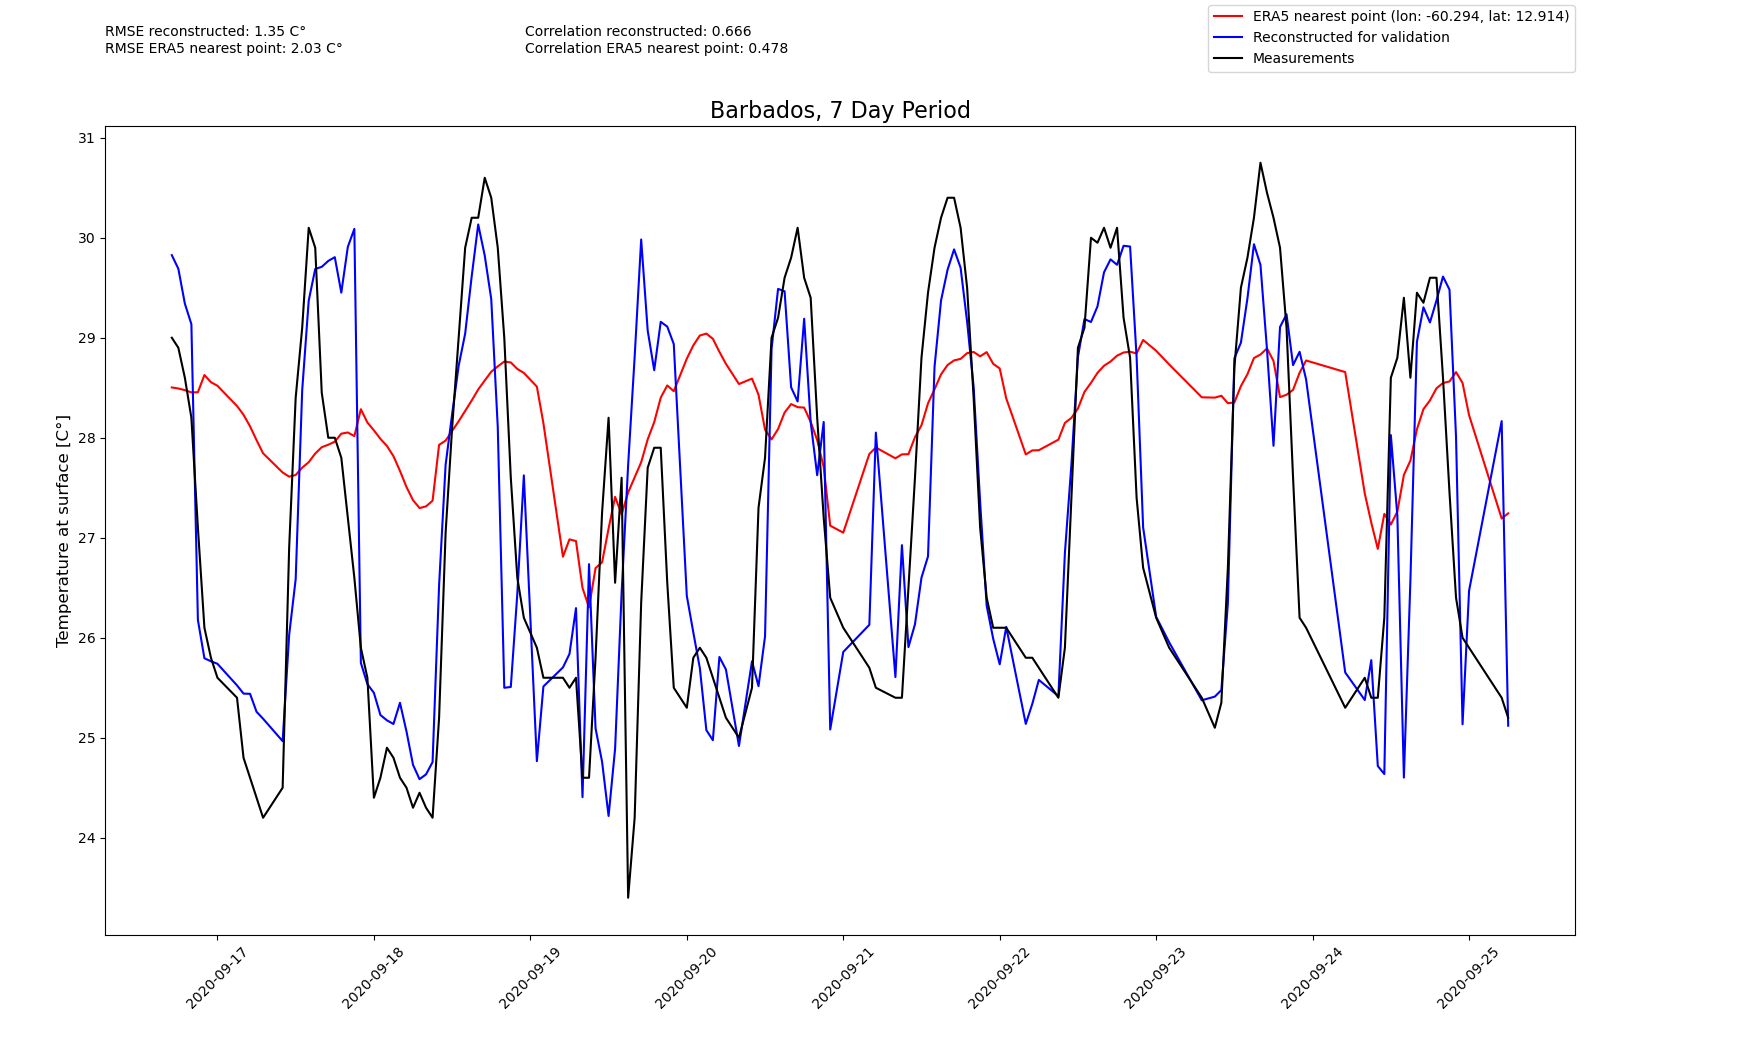 RMSE reconstructed: 1.35 C°
RMSE ERA5 nearest point: 2.03 C°
Correlation reconstructed: 0.666
Correlation ERA5 nearest point: 0.478
ERA5 nearest point (lon: -60.294, lat: 12.914)
Reconstructed for validation
Measurements
Barbados, 7 Day Period
Temperature at surface [C°]
31
30
29
28
27
26
25
24
2020-09-17
2020-09-18
2020-09-19
2020-09-20
2020-09-21
2020-09-22
2020-09-23
2020-09-24
2020-09-25